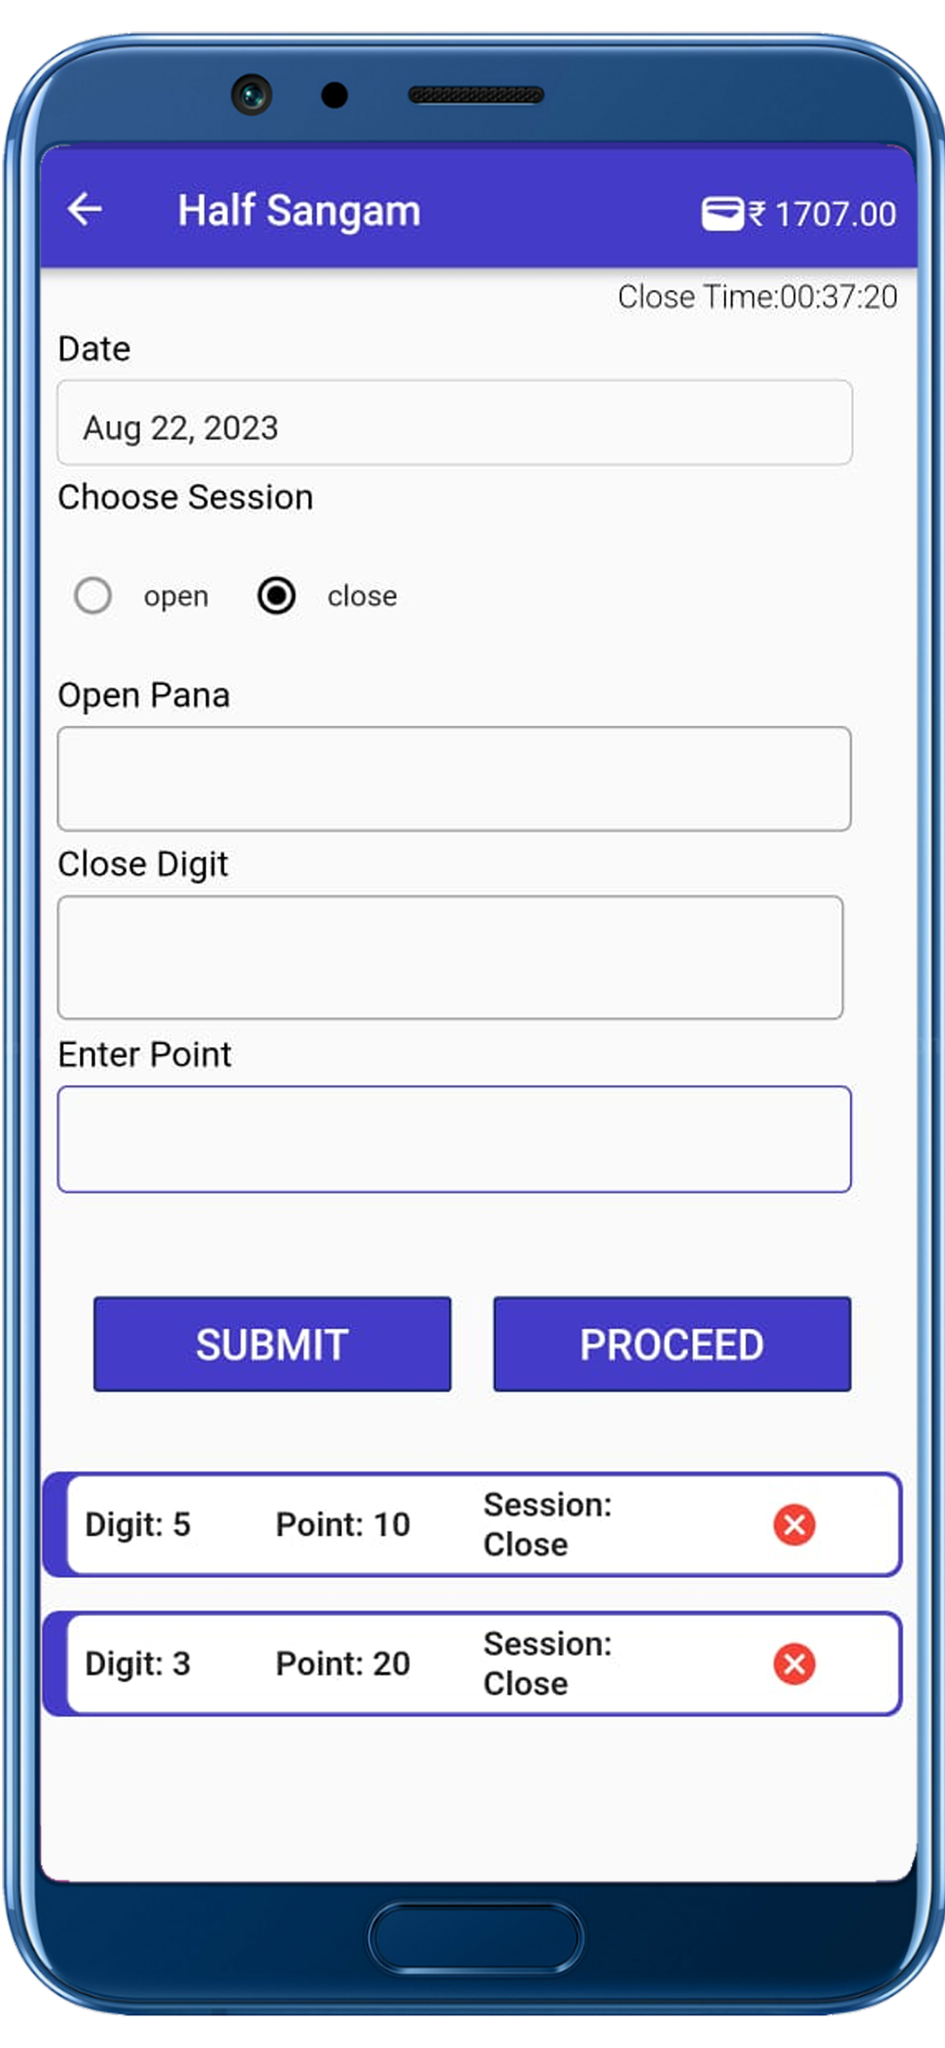 Half Sangam
₹ 1707.00
Close Time:00:37:20
Date
Aug 22, 2023
Choose Session
open close
Open Pana
Close Digit
Enter Point
SUBMIT PROCEED
Digit: 5 Point: 10 Session: Close
Digit: 3 Point: 20 Session: Close